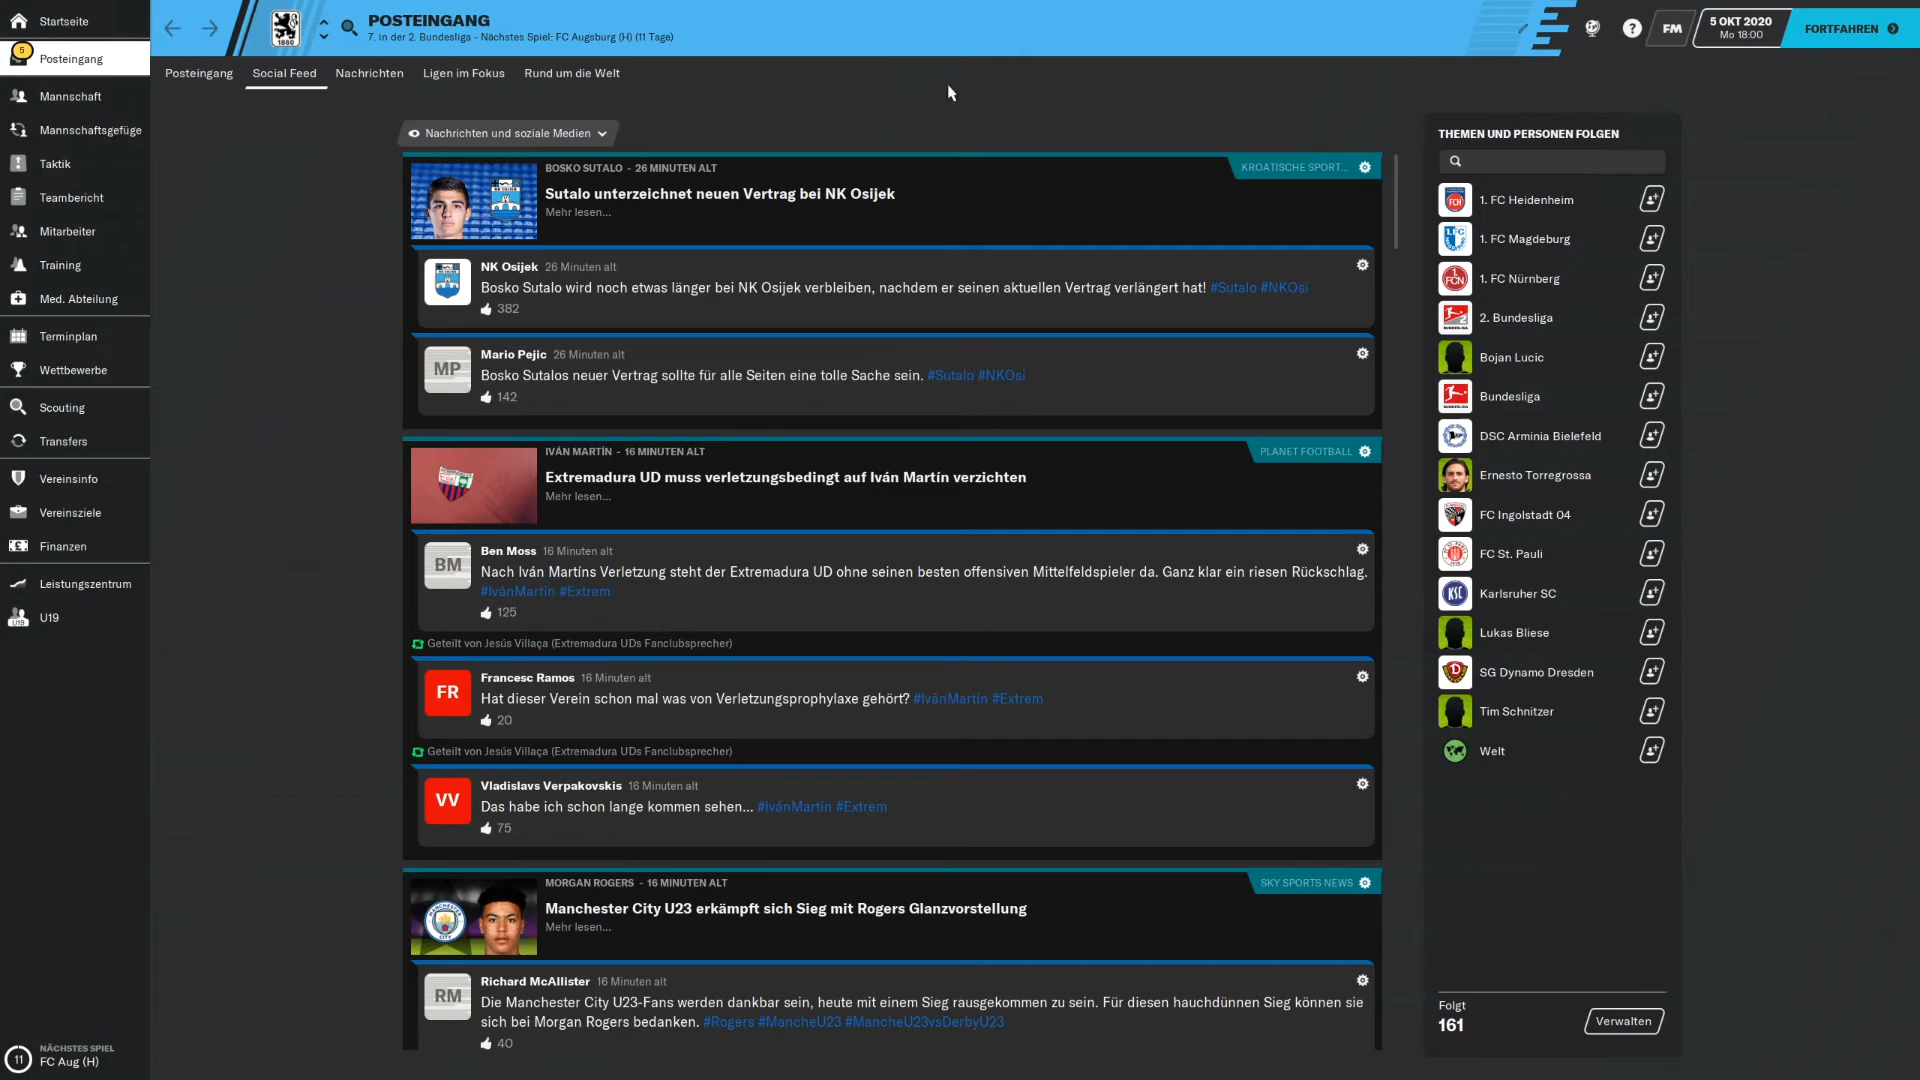 Startseite
5
Posteingang
Mannschaft
Mannschaftsgefüge
Taktik
Teambericht
Mitarbeiter
Training
Med. Abteilung
Terminplan
Wettbewerbe
Scouting
Transfers
Vereinsinfo
Vereinsziele
Finanzen
Leistungszentrum
U19
U19
11
NÄCHSTES SPIEL
FC Aug (H)
1860
POSTEINGANG
7. in der 2. Bundesliga - Nächstes Spiel: FC Augsburg (H) (11 Tage)
?
FM
5 OKT 2020
Mo 18:00
FORTFAHREN
Posteingang
Social Feed
Nachrichten
Ligen im Fokus
Rund um die Welt
Nachrichten und soziale Medien
BOSKO SUTALO - 26 MINUTEN ALT
KROATISCHE SPORT...
Sutalo unterzeichnet neuen Vertrag bei NK Osijek
Mehr lesen...
NK Osijek 26 Minuten alt
Bosko Sutalo wird noch etwas länger bei NK Osijek verbleiben, nachdem er seinen aktuellen Vertrag verlängert hat! #Sutalo #NKOsi
382
MP
Mario Pejic 26 Minuten alt
Bosko Sutalos neuer Vertrag sollte für alle Seiten eine tolle Sache sein. #Sutalo #NKOsi
142
IVÁN MARTÍN - 16 MINUTEN ALT
PLANET FOOTBALL
Extremadura UD muss verletzungsbedingt auf Iván Martín verzichten
Mehr lesen...
BM
Ben Moss 16 Minuten alt
Nach Iván Martíns Verletzung steht der Extremadura UD ohne seinen besten offensiven Mittelfeldspieler da. Ganz klar ein riesen Rückschlag.
#IvánMartín #Extrem
125
Geteilt von Jesús Villaça (Extremadura UDs Fanclubsprecher)
FR
Francesc Ramos 16 Minuten alt
Hat dieser Verein schon mal was von Verletzungsprophylaxe gehört? #IvánMartín #Extrem
20
Geteilt von Jesús Villaça (Extremadura UDs Fanclubsprecher)
VV
Vladislavs Verpakovskis 16 Minuten alt
Das habe ich schon lange kommen sehen... #IvánMartín #Extrem
75
MORGAN ROGERS - 16 MINUTEN ALT
SKY SPORTS NEWS
Manchester City U23 erkämpft sich Sieg mit Rogers Glanzvorstellung
Mehr lesen...
RM
Richard McAllister 16 Minuten alt
Die Manchester City U23-Fans werden dankbar sein, heute mit einem Sieg rausgekommen zu sein. Für diesen hauchdünnen Sieg können sie
sich bei Morgan Rogers bedanken. #Rogers #MancheU23 #MancheU23vsDerbyU23
40
THEMEN UND PERSONEN FOLGEN
1. FC Heidenheim
1. FC Magdeburg
1. FC Nürnberg
2. Bundesliga
Bojan Lucic
Bundesliga
DSC Arminia Bielefeld
Ernesto Torregrossa
FC Ingolstadt 04
FC St. Pauli
Karlsruher SC
Lukas Bliese
SG Dynamo Dresden
Tim Schnitzer
Welt
Folgt
161
Verwalten